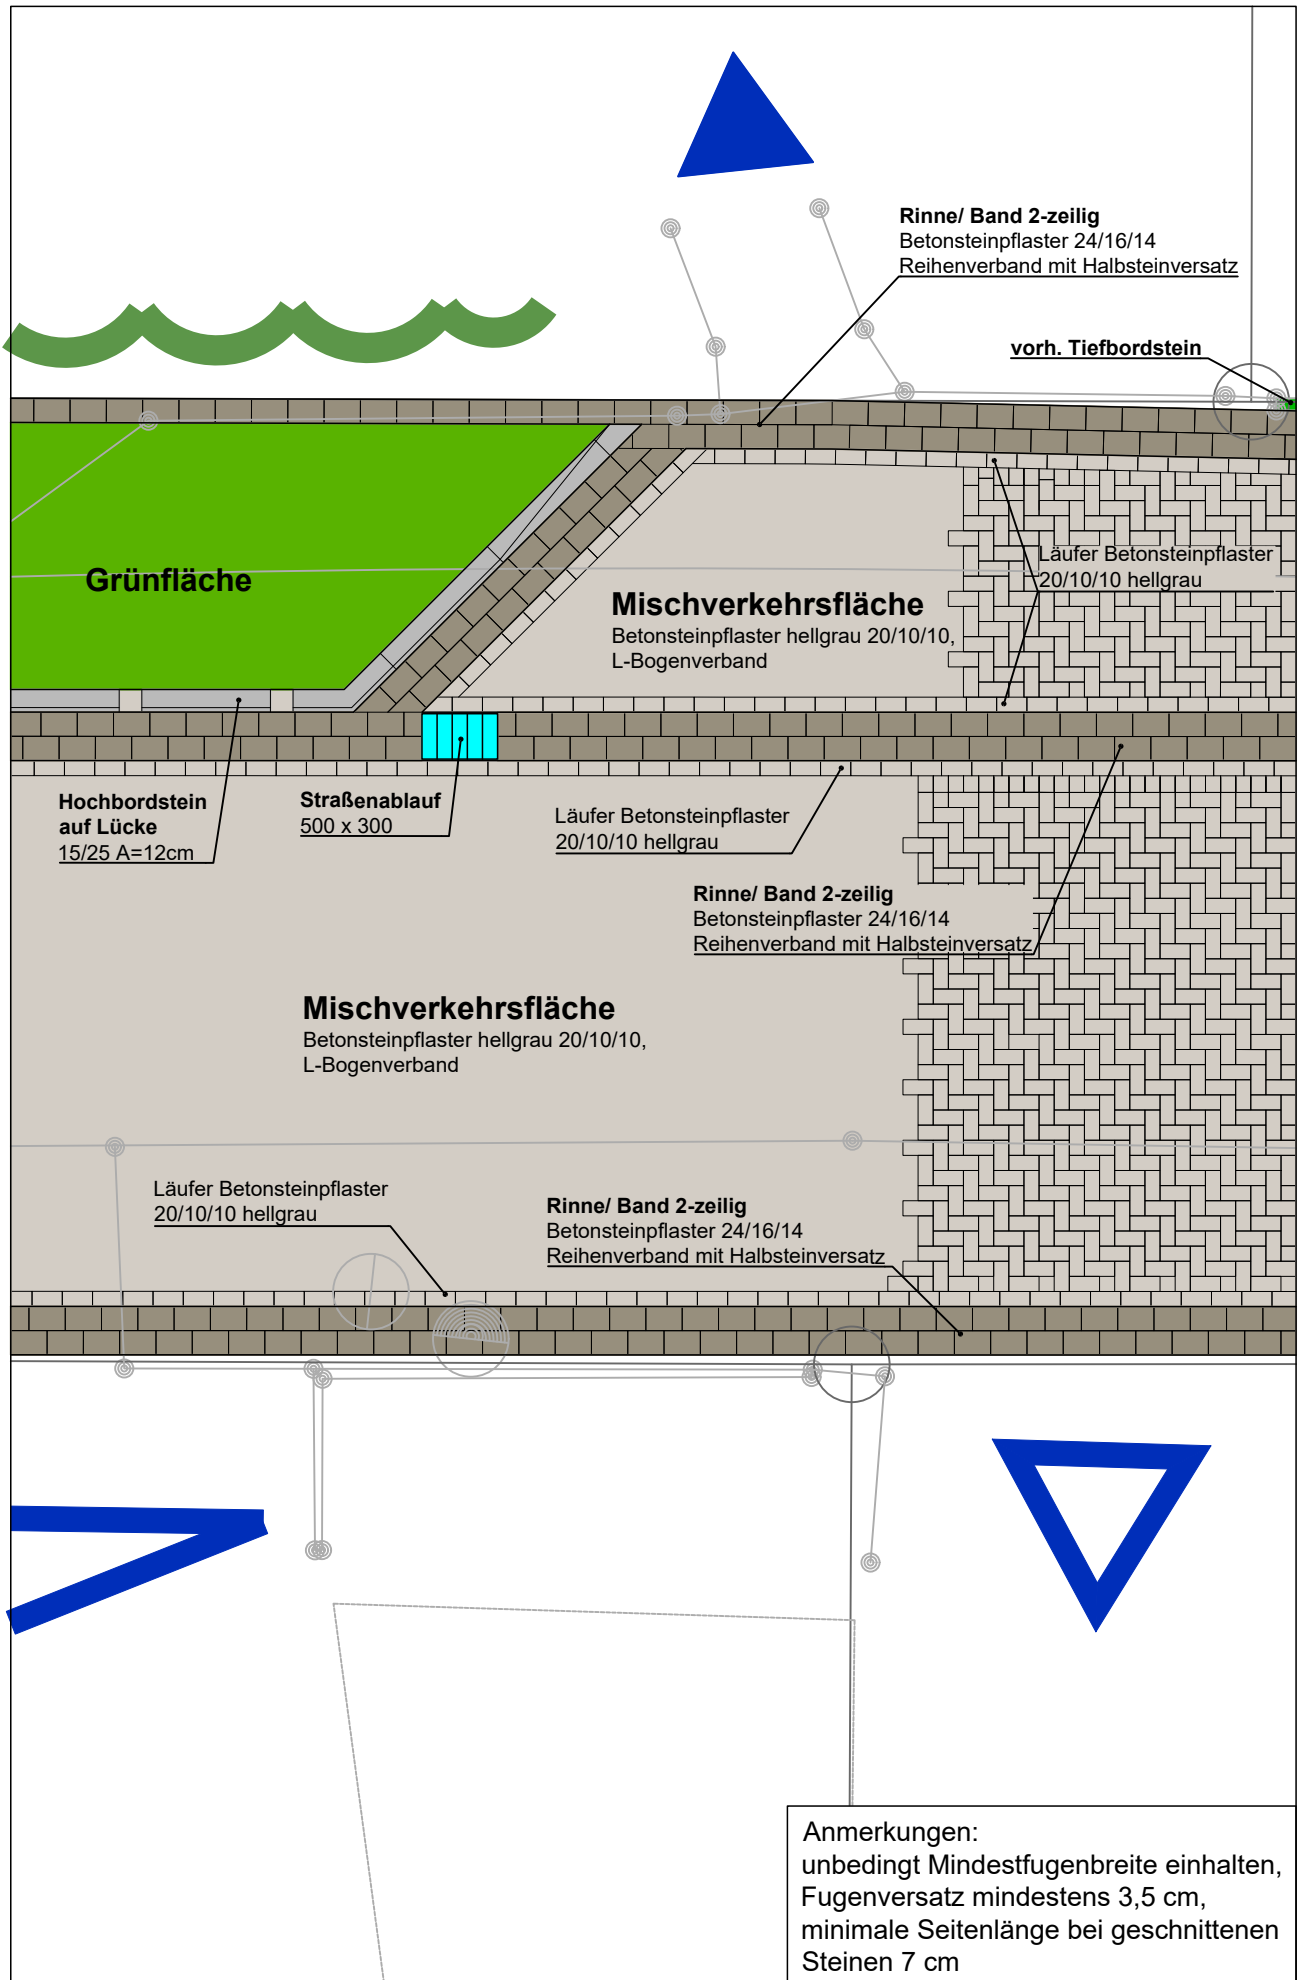 Rinne/ Band 2-zeilig
Betonsteinpflaster 24/16/14
Reihenverband mit Halbsteinversatz
vorh. Tiefbordstein
Läufer Betonsteinpflaster
20/10/10 hellgrau
Grünfläche
Mischverkehrsfläche
Betonsteinpflaster hellgrau 20/10/10,
L-Bogenverband
Hochbordstein
auf Lücke
15/25 A=12cm
Straßenablauf
500 x 300
Läufer Betonsteinpflaster
20/10/10 hellgrau
Rinne/ Band 2-zeilig
Betonsteinpflaster 24/16/14
Reihenverband mit Halbsteinversatz
Mischverkehrsfläche
Betonsteinpflaster hellgrau 20/10/10,
L-Bogenverband
Läufer Betonsteinpflaster
20/10/10 hellgrau
Rinne/ Band 2-zeilig
Betonsteinpflaster 24/16/14
Reihenverband mit Halbsteinversatz
Anmerkungen:
unbedingt Mindestfugenbreite einhalten,
Fugenversatz mindestens 3,5 cm,
minimale Seitenlänge bei geschnittenen
Steinen 7 cm